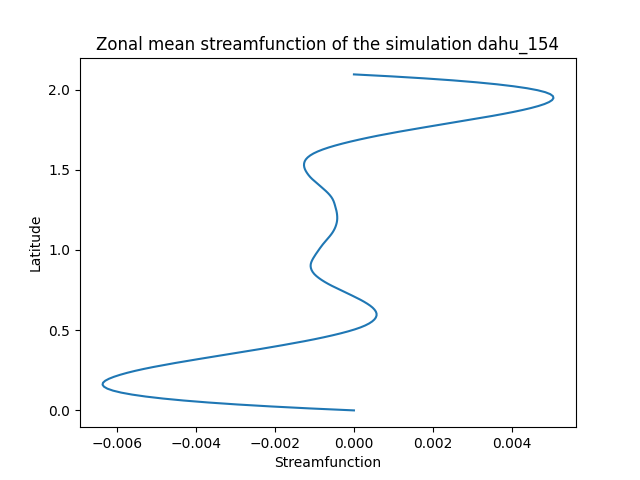 Zonal mean streamfunction of the simulation dahu_154
2.0
1.5
1.0
0.5
0.0
Latitude
−0.006 −0.004 −0.002 0.000 0.002 0.004
Streamfunction